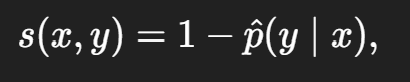 s(x, y) = 1 − p̂(y | x),